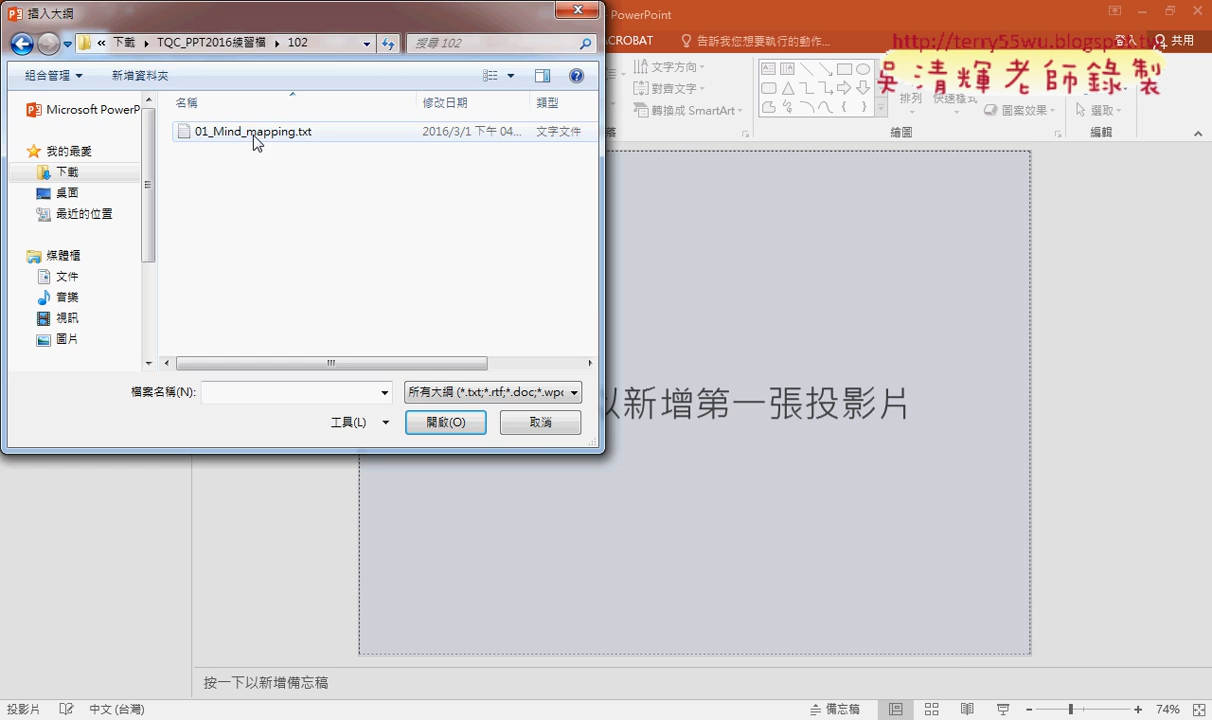 插入大綱
PowerPoint
« 下載 ▸ TQC_PPT2016練習檔 ▸ 102
搜尋 102
組合管理
新增資料夾
Microsoft PowerP
我的最愛
下載
桌面
最近的位置
媒體櫃
文件
音樂
視訊
圖片
名稱
修改日期
類型
01_Mind_mapping.txt
2016/3/1 下午 04...
文字文件
檔案名稱(N):
所有大綱 (*.txt;*.rtf;*.doc;*.wpd
工具(L)
開啟(O)
取消
CROBAT
告訴我您想要執行的動作...
登入
共用
http://terry55wu.blogspot.tw
吳清輝老師錄製
文字方向
對齊文字
轉換成 SmartArt
排列
快速樣式
圖案效果
選取
繪圖
編輯
以新增第一張投影片
按一下以新增備忘稿
投影片
中文 (台灣)
備忘稿
74%